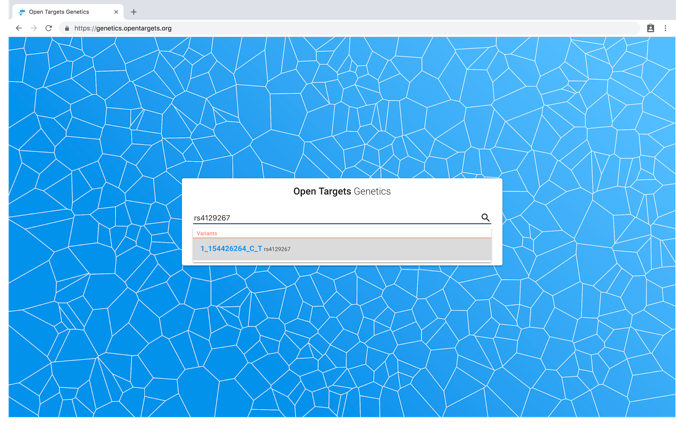 Open Targets Genetics
https://genetics.opentargets.org
Open Targets Genetics
rs4129267
Variants
1_154426264_C_T rs4129267